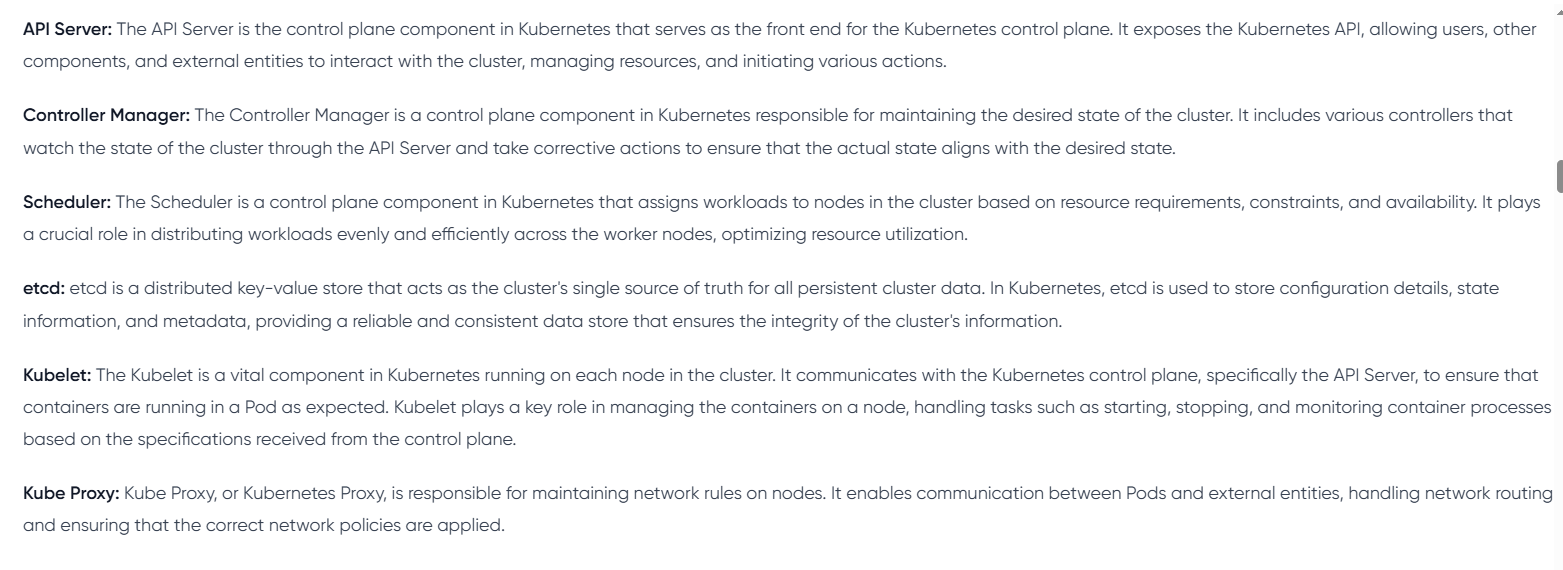 API Server: The API Server is the control plane component in Kubernetes that serves as the front end for the Kubernetes control plane. It exposes the Kubernetes API, allowing users, other
components, and external entities to interact with the cluster, managing resources, and initiating various actions.
Controller Manager: The Controller Manager is a control plane component in Kubernetes responsible for maintaining the desired state of the cluster. It includes various controllers that
watch the state of the cluster through the API Server and take corrective actions to ensure that the actual state aligns with the desired state.
Scheduler: The Scheduler is a control plane component in Kubernetes that assigns workloads to nodes in the cluster based on resource requirements, constraints, and availability. It plays
a crucial role in distributing workloads evenly and efficiently across the worker nodes, optimizing resource utilization.
etcd: etcd is a distributed key-value store that acts as the cluster's single source of truth for all persistent cluster data. In Kubernetes, etcd is used to store configuration details, state
information, and metadata, providing a reliable and consistent data store that ensures the integrity of the cluster's information.
Kubelet: The Kubelet is a vital component in Kubernetes running on each node in the cluster. It communicates with the Kubernetes control plane, specifically the API Server, to ensure that
containers are running in a Pod as expected. Kubelet plays a key role in managing the containers on a node, handling tasks such as starting, stopping, and monitoring container processes
based on the specifications received from the control plane.
Kube Proxy: Kube Proxy, or Kubernetes Proxy, is responsible for maintaining network rules on nodes. It enables communication between Pods and external entities, handling network routing
and ensuring that the correct network policies are applied.